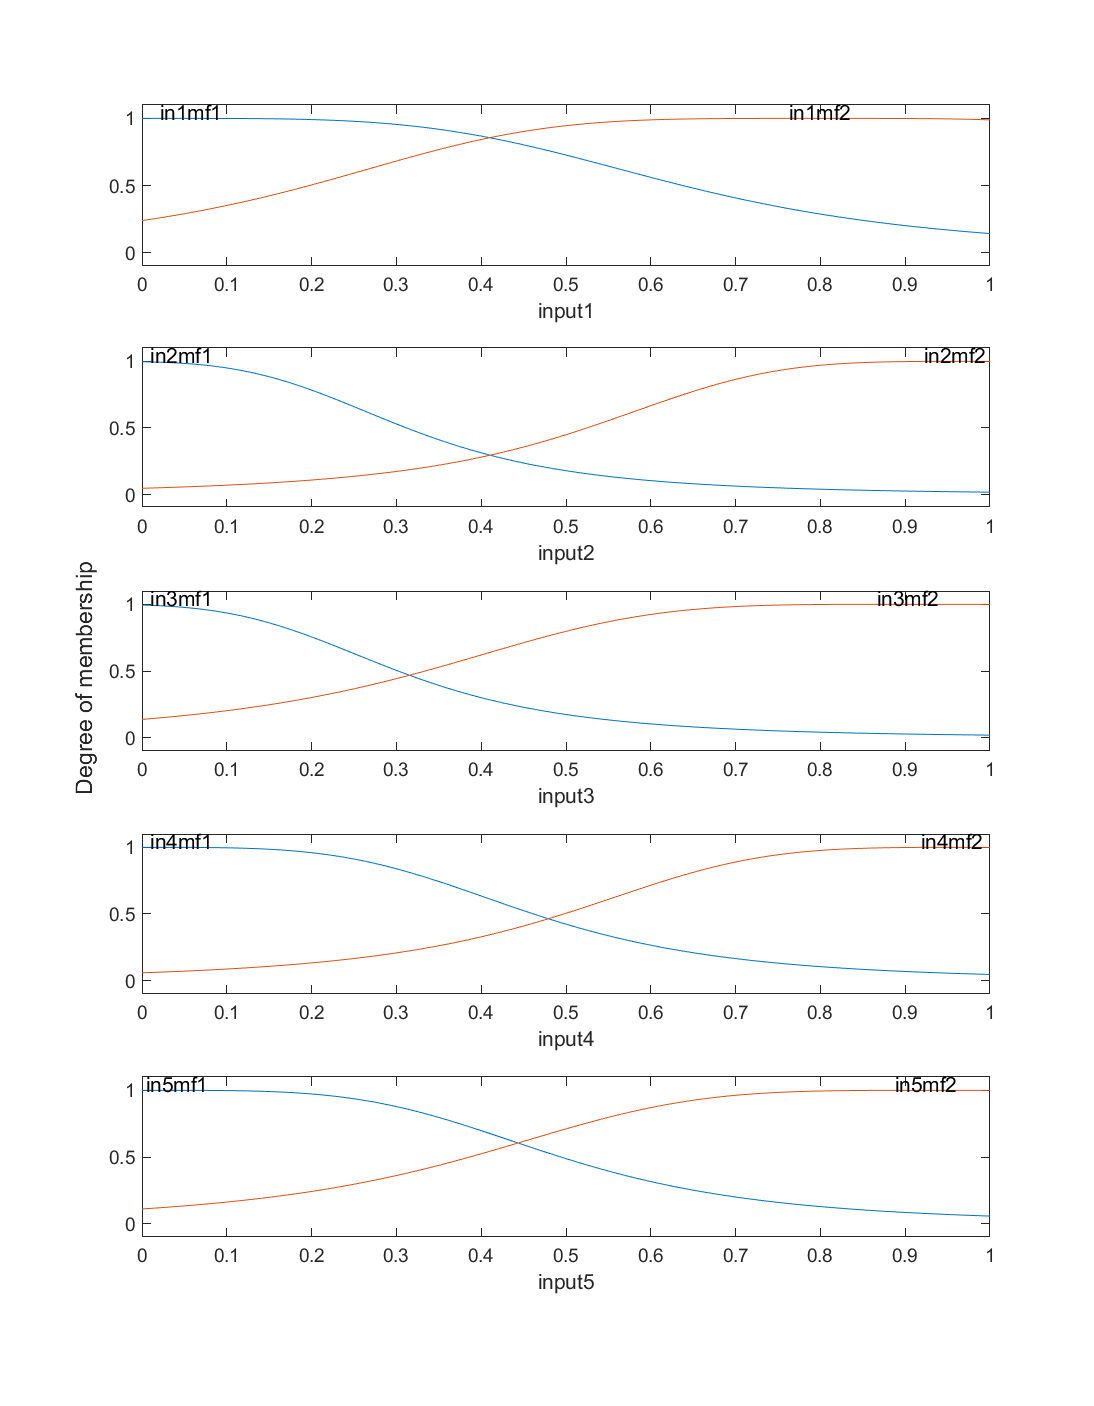 in1mf1 in1mf2
1
0.5
0
0 0.1 0.2 0.3 0.4 0.5 0.6 0.7 0.8 0.9 1
input1
in2mf1 in2mf2
1
0.5
0
0 0.1 0.2 0.3 0.4 0.5 0.6 0.7 0.8 0.9 1
input2
Degree of membership
in3mf1 in3mf2
1
0.5
0
0 0.1 0.2 0.3 0.4 0.5 0.6 0.7 0.8 0.9 1
input3
in4mf1 in4mf2
1
0.5
0
0 0.1 0.2 0.3 0.4 0.5 0.6 0.7 0.8 0.9 1
input4
in5mf1 in5mf2
1
0.5
0
0 0.1 0.2 0.3 0.4 0.5 0.6 0.7 0.8 0.9 1
input5